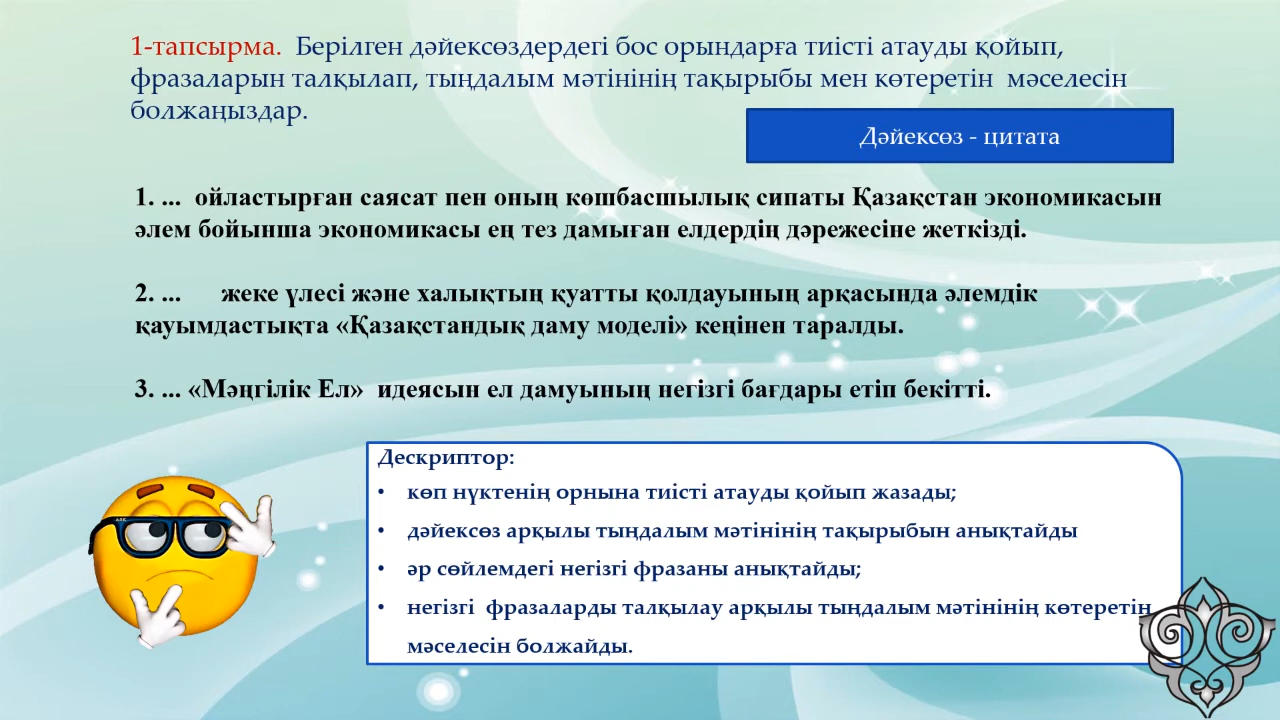 1-тапсырма. Берілген дәйексөздердегі бос орындарға тиісті атауды қойып,
фразаларын талқылап, тыңдалым мәтінінің тақырыбы мен көтеретін мәселесін
болжаңыздар.
Дәйексөз - цитата
1. ... ойластырған саясат пен оның көшбасшылық сипаты Қазақстан экономикасын
әлем бойынша экономикасы ең тез дамыған елдердің дәрежесіне жеткізді.
2. ... жеке үлесі және халықтың қуатты қолдауының арқасында әлемдік
қауымдастықта «Қазақстандық даму моделі» кеңінен таралды.
3. ... «Мәңгілік Ел» идеясын ел дамуының негізгі бағдары етіп бекітті.
Дескриптор:
• көп нүктенің орнына тиісті атауды қойып жазады;
• дәйексөз арқылы тыңдалым мәтінінің тақырыбын анықтайды
• әр сөйлемдегі негізгі фразаны анықтайды;
• негізгі фразаларды талқылау арқылы тыңдалым мәтінінің көтеретін
мәселесін болжайды.